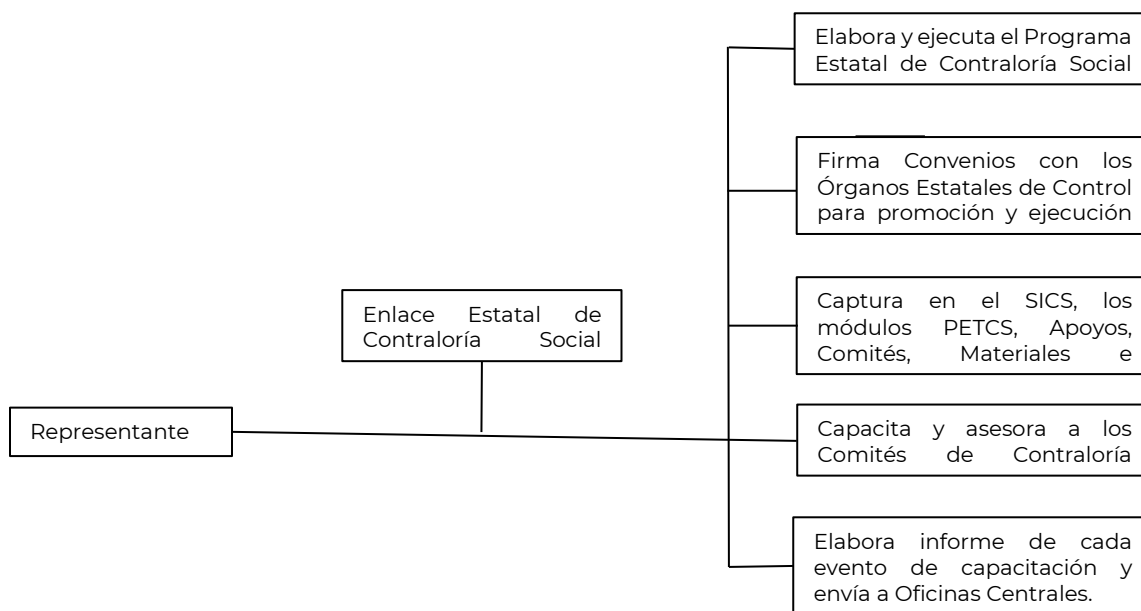 Elabora y ejecuta el Programa
Estatal de Contraloría Social
Firma Convenios con los
Órganos Estatales de Control
para promoción y ejecución
Enlace Estatal de
Contraloría Social
Captura en el SICS, los
módulos PETCS, Apoyos,
Comités, Materiales e
Representante
Capacita y asesora a los
Comités de Contraloría
Elabora informe de cada
evento de capacitación y
envía a Oficinas Centrales.